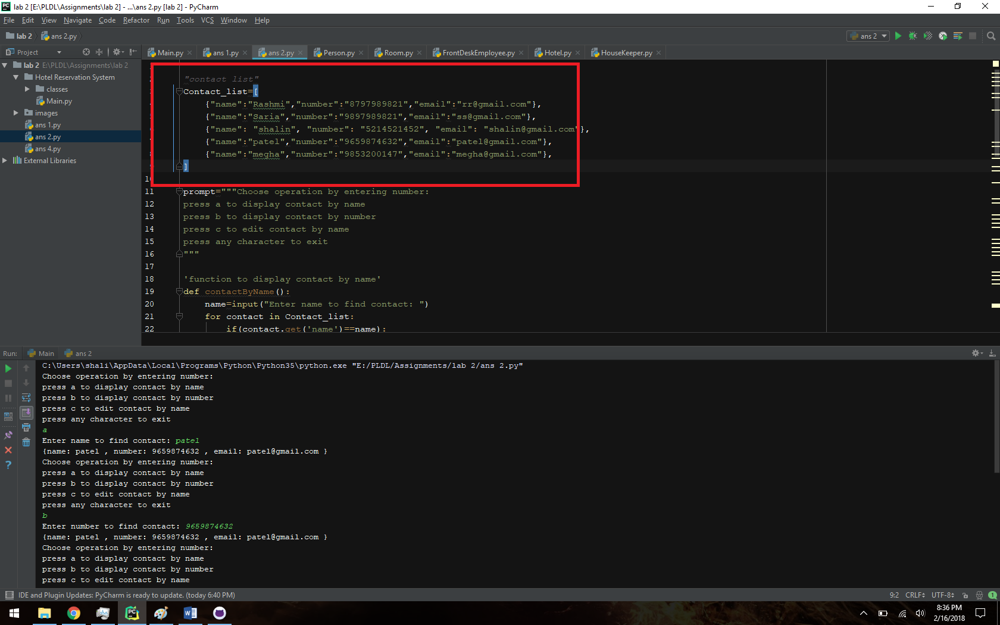 lab 2 [E:\PLDL\Assignments\lab 2] - ...\ans 2.py [lab 2] - PyCharm
File Edit View Navigate Code Refactor Run Tools VCS Window Help
lab 2 ans 2.py ans 2
Project Main.py ans 1.py ans 2.py Person.py Room.py FrontDeskEmployee.py Hotel.py HouseKeeper.py
lab 2 E:\PLDL\Assignments\lab 2
Hotel Reservation System
classes
Main.py
images
ans 1.py
ans 2.py
ans 4.py
External Libraries
"contact list"
Contact_list=[
{"name":"Rashmi","number":"8797989821","email":"rr@gmail.com"},
{"name":"Saria","number":"9897989821","email":"ss@gmail.com"},
{"name": "shalin", "number": "5214521452", "email": "shalin@gmail.com"},
{"name":"patel","number":"9659874632","email":"patel@gmail.com"},
{"name":"megha","number":"9853200147","email":"megha@gmail.com"},
]
10
11 prompt="""Choose operation by entering number:
12 press a to display contact by name
13 press b to display contact by number
14 press c to edit contact by name
15 press any character to exit
16 """
17
18 'function to display contact by name'
19 def contactByName():
20 name=input("Enter name to find contact: ")
21 for contact in Contact_list:
22 if(contact.get('name')==name):
Run: Main ans 2
C:\Users\shali\AppData\Local\Programs\Python\Python35\python.exe "E:/PLDL/Assignments/lab 2/ans 2.py"
Choose operation by entering number:
press a to display contact by name
press b to display contact by number
press c to edit contact by name
press any character to exit
a
Enter name to find contact: patel
{name: patel , number: 9659874632 , email: patel@gmail.com }
Choose operation by entering number:
press a to display contact by name
press b to display contact by number
press c to edit contact by name
press any character to exit
b
Enter number to find contact: 9659874632
{name: patel , number: 9659874632 , email: patel@gmail.com }
Choose operation by entering number:
press a to display contact by name
press b to display contact by number
press c to edit contact by name
IDE and Plugin Updates: PyCharm is ready to update. (today 6:40 PM) 9:2 CRLF UTF-8 1
8:36 PM
2/16/2018